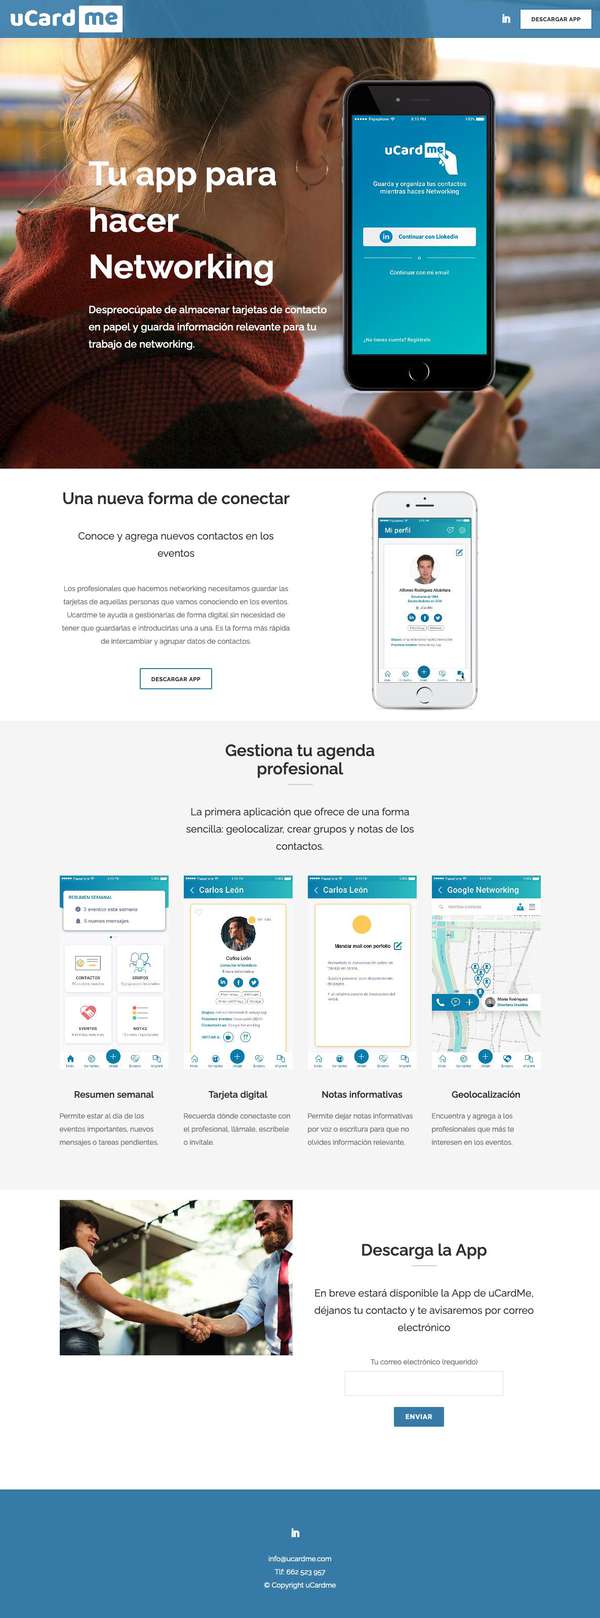 uCard me
in
DESCARGAR APP
Tu app para
hacer
Networking
Despreocúpate de almacenar tarjetas de contacto
en papel y guarda información relevante para tu
trabajo de networking.
uCard me
Guarda y organiza tus contactos
mientras haces Networking
in Continuar con Linkedin
o
Continuar con mi email
¿No tienes cuenta? Regístrate
Una nueva forma de conectar
Conoce y agrega nuevos contactos en los
eventos
Los profesionales que hacemos networking necesitamos guardar las
tarjetas de aquellas personas que vamos conociendo en los eventos.
Ucardme te ayuda a gestionarlas de forma digital sin necesidad de
tener que guardarlas e introducirlas una a una. Es la forma más rápida
de intercambiar y agrupar datos de contactos.
DESCARGAR APP
Mi perfil
Alfonso Rodríguez Alcántara
Gestiona tu agenda
profesional
La primera aplicación que ofrece de una forma
sencilla: geolocalizar, crear grupos y notas de los
contactos.
RESUMEN SEMANAL
2 eventos este semana
5 nuevos mensajes
CONTACTOS
GRUPOS
EVENTOS
NOTAS
Carlos León
Carlos León
Carlos León
Mandar mail con porfolio
Google Networking
María Rodríguez
Resumen semanal
Permite estar al día de los
eventos importantes, nuevos
mensajes o tareas pendientes.
Tarjeta digital
Recuerda dónde conectaste con
el profesional, llámale, escríbele
o invítale.
Notas informativas
Permite dejar notas informativas
por voz o escritura para que no
olvides información relevante.
Geolocalización
Encuentra y agrega a los
profesionales que más te
interesen en los eventos.
Descarga la App
En breve estará disponible la App de uCardMe,
déjanos tu contacto y te avisaremos por correo
electrónico
Tu correo electrónico (requerido)
ENVIAR
in
info@ucardme.com
Tlf: 662 523 957
© Copyright uCardme